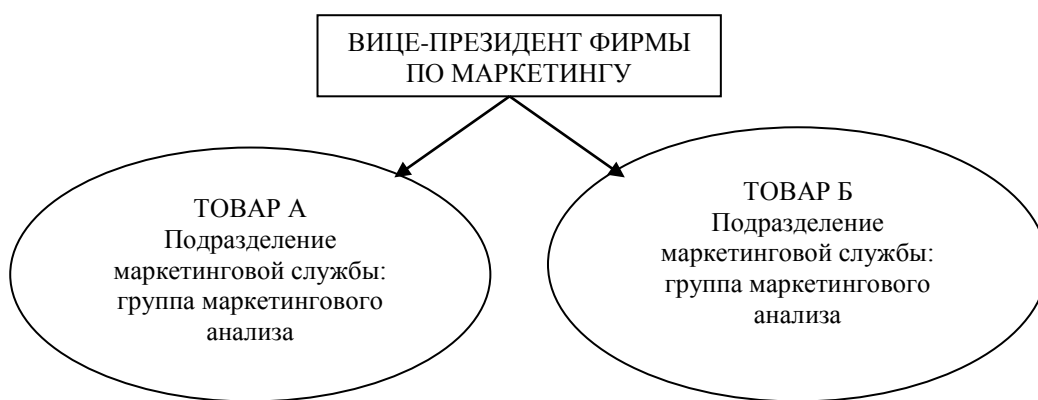 ВИЦЕ-ПРЕЗИДЕНТ ФИРМЫ
ПО МАРКЕТИНГУ
ТОВАР А
Подразделение
маркетинговой службы:
группа маркетингового
анализа
ТОВАР Б
Подразделение
маркетинговой службы:
группа маркетингового
анализа